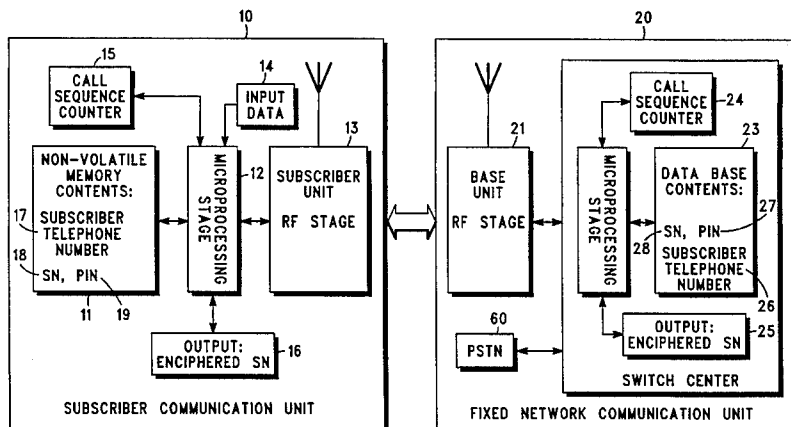 10
15
CALL
SEQUENCE
COUNTER
14
INPUT
DATA
13
NON-VOLATILE
MEMORY
CONTENTS:
17 SUBSCRIBER
TELEPHONE
NUMBER
18
SN, PIN
11
19
12
MICROPROCESSING
STAGE
SUBSCRIBER
UNIT
RF STAGE
OUTPUT:
ENCIPHERED SN
16
SUBSCRIBER COMMUNICATION UNIT
20
21
BASE
UNIT
RF STAGE
60
PSTN
CALL
SEQUENCE
COUNTER
24
MICROPROCESSING
STAGE
23
DATA BASE
CONTENTS:
27
SN, PIN
28
SUBSCRIBER
TELEPHONE
NUMBER
26
OUTPUT:
ENCIPHERED SN
25
SWITCH CENTER
FIXED NETWORK COMMUNICATION UNIT